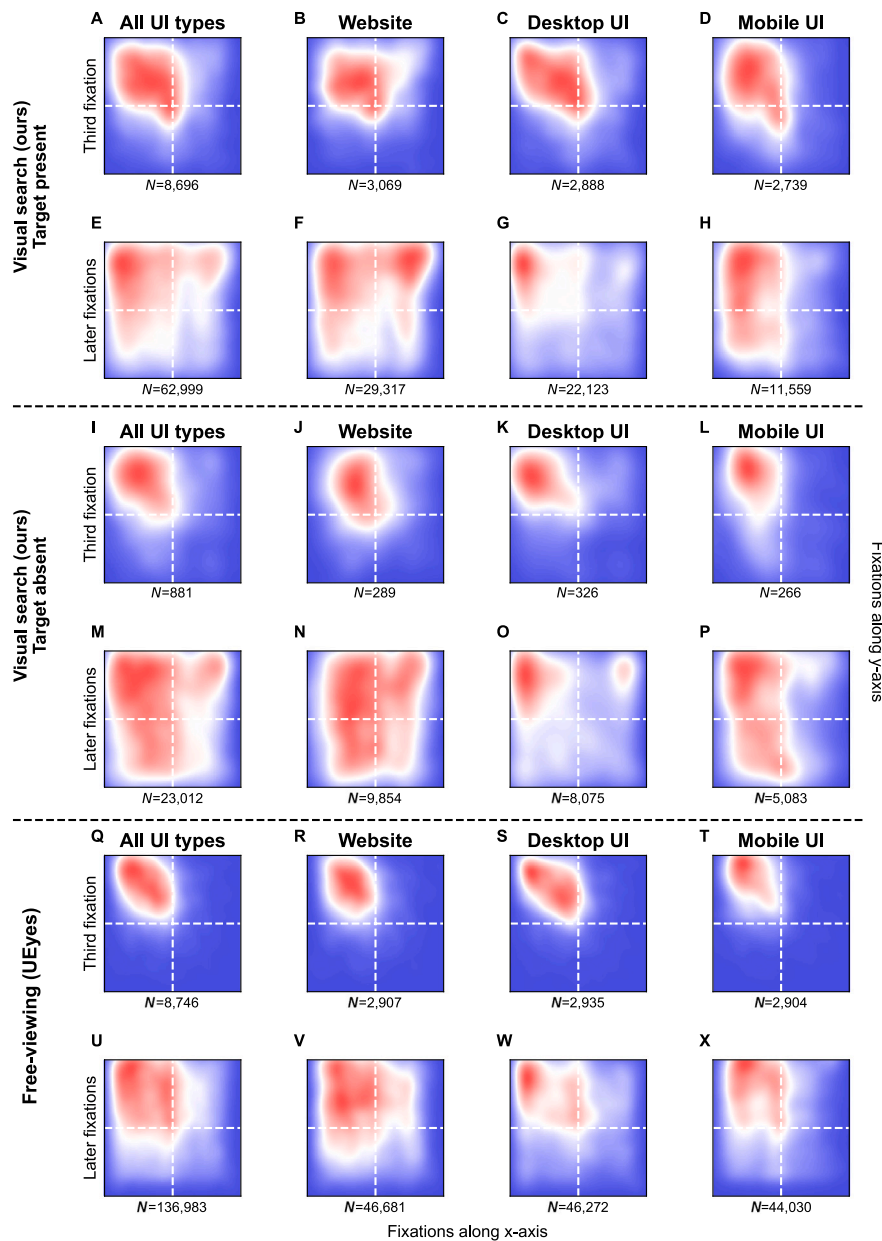 A All UI types B Website C Desktop UI D Mobile UI
Visual search (ours)
Target present
Third fixation
N=8,696 N=3,069 N=2,888 N=2,739
E F G H
Later fixations
N=62,999 N=29,317 N=22,123 N=11,559
I All UI types J Website K Desktop UI L Mobile UI
Visual search (ours)
Target absent
Third fixation
N=881 N=289 N=326 N=266
M N O P
Later fixations
N=23,012 N=9,854 N=8,075 N=5,083
Fixations along y-axis
Q All UI types R Website S Desktop UI T Mobile UI
Free-viewing (UEyes)
Third fixation
N=8,746 N=2,907 N=2,935 N=2,904
U V W X
Later fixations
N=136,983 N=46,681 N=46,272 N=44,030
Fixations along x-axis